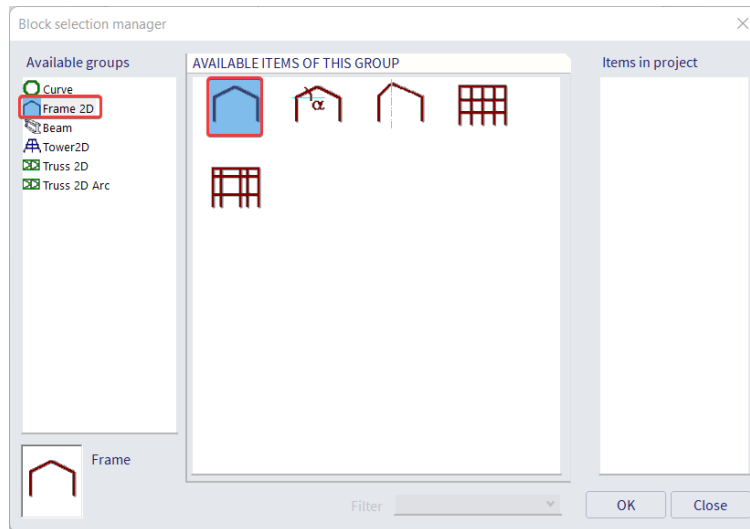 Block selection manager
Available groups
AVAILABLE ITEMS OF THIS GROUP
Items in project
Curve
Frame 2D
Beam
Tower2D
Truss 2D
Truss 2D Arc
α
Frame
Filter
OK
Close